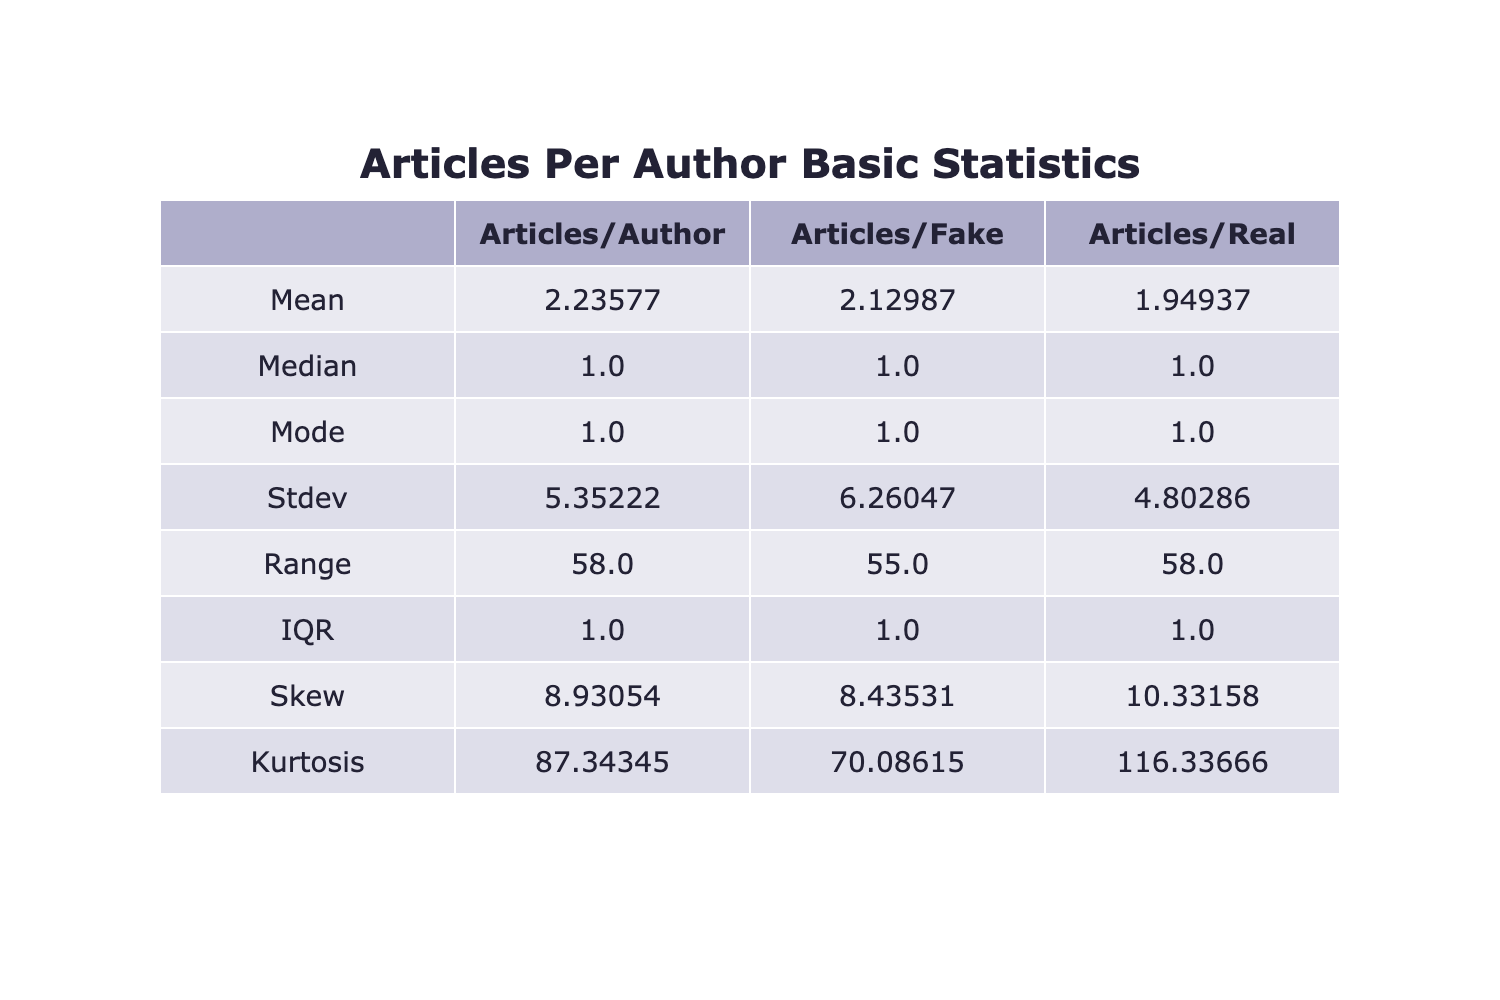 Articles Per Author Basic Statistics
Articles/Author Articles/Fake Articles/Real
Mean 2.23577 2.12987 1.94937
Median 1.0 1.0 1.0
Mode 1.0 1.0 1.0
Stdev 5.35222 6.26047 4.80286
Range 58.0 55.0 58.0
IQR 1.0 1.0 1.0
Skew 8.93054 8.43531 10.33158
Kurtosis 87.34345 70.08615 116.33666